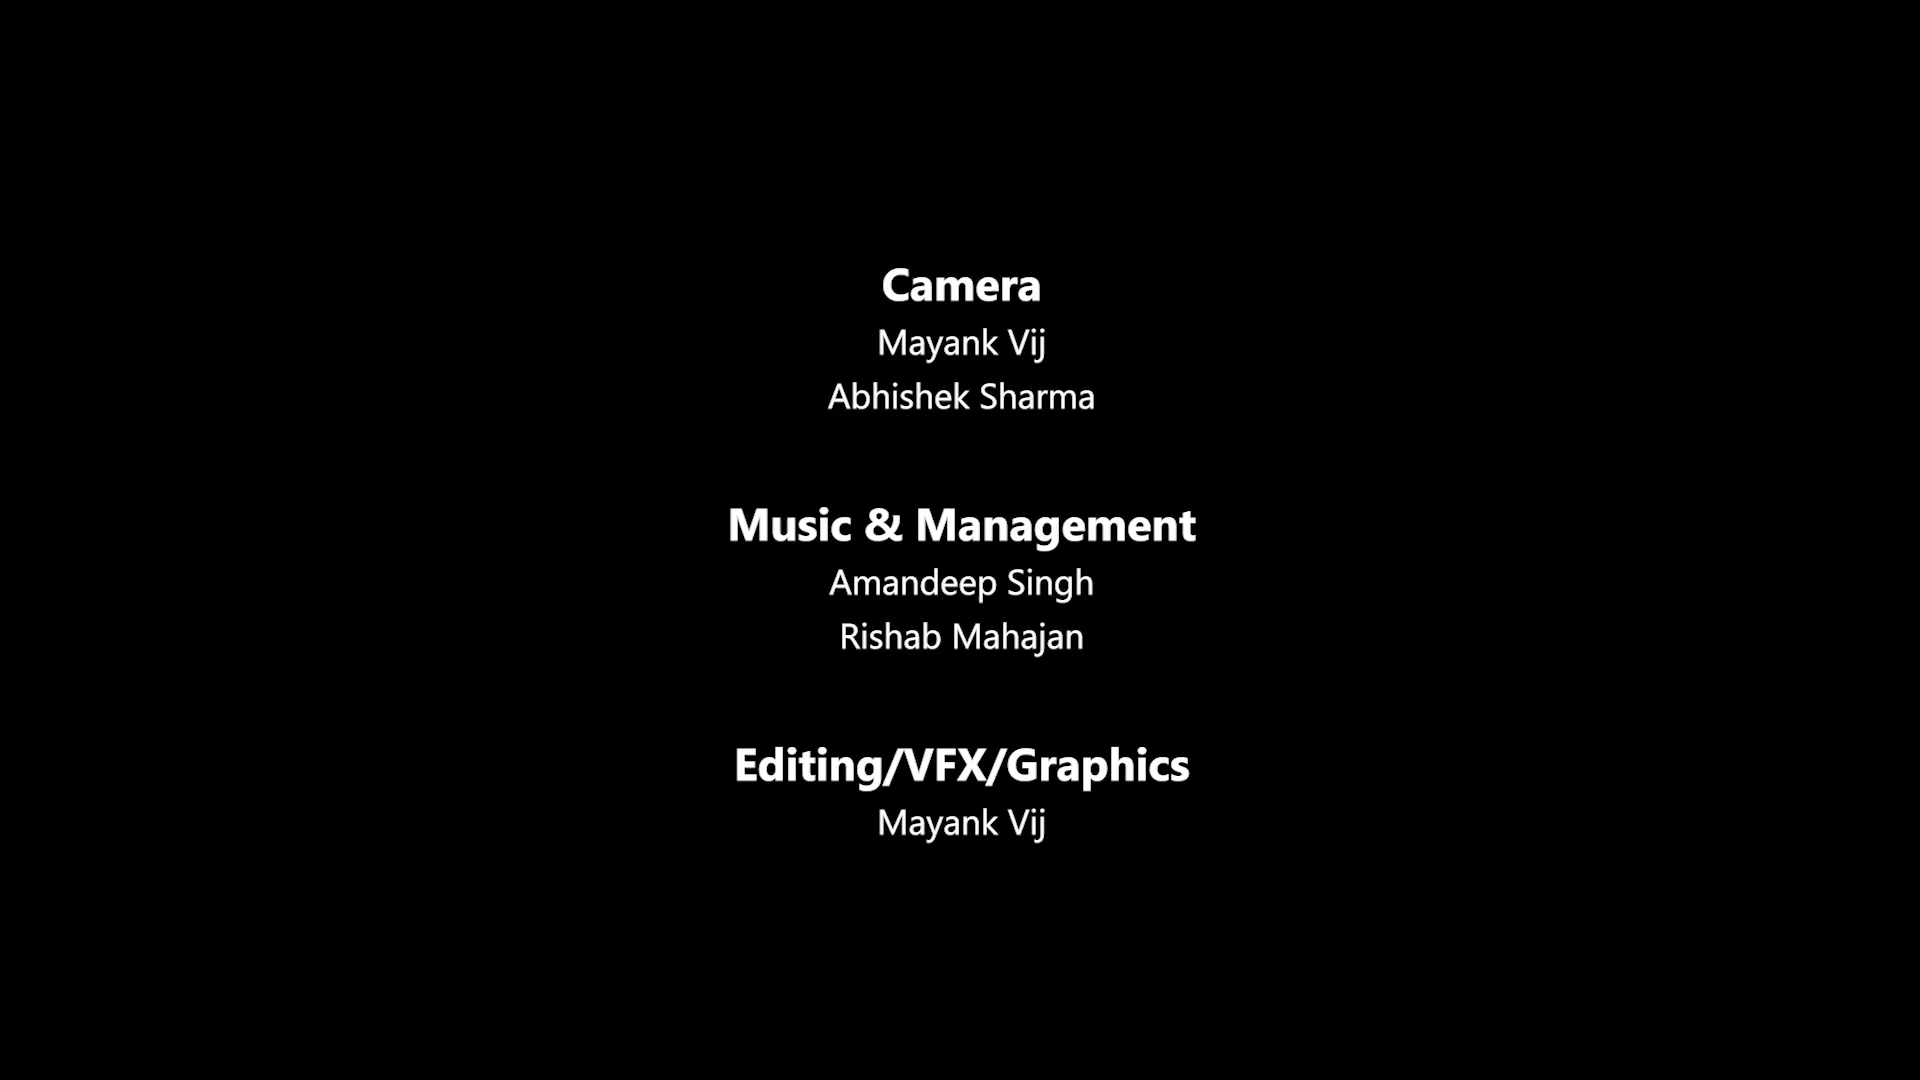 Camera
Mayank Vij
Abhishek Sharma
Music & Management
Amandeep Singh
Rishab Mahajan
Editing/VFX/Graphics
Mayank Vij